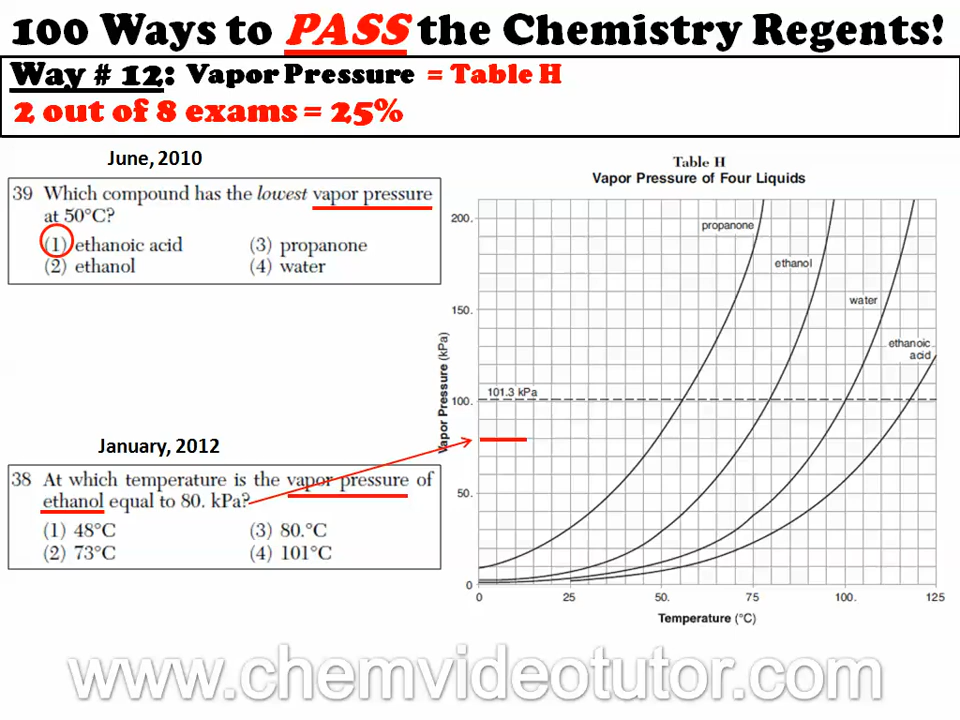 100 Ways to PASS the Chemistry Regents!
Way # 12: Vapor Pressure = Table H
2 out of 8 exams = 25%
June, 2010
39 Which compound has the lowest vapor pressure
at 50°C?
(1) ethanoic acid (3) propanone
(2) ethanol (4) water
January, 2012
38 At which temperature is the vapor pressure of
ethanol equal to 80. kPa?
(1) 48°C (3) 80.°C
(2) 73°C (4) 101°C
Table H
Vapor Pressure of Four Liquids
200.
propanone
ethanol
water
150.
ethanoic
acid
101.3 kPa
100.
Vapor Pressure (kPa)
50.
0
0 25 50. 75 100. 125
Temperature (°C)
www.chemvideotutor.com